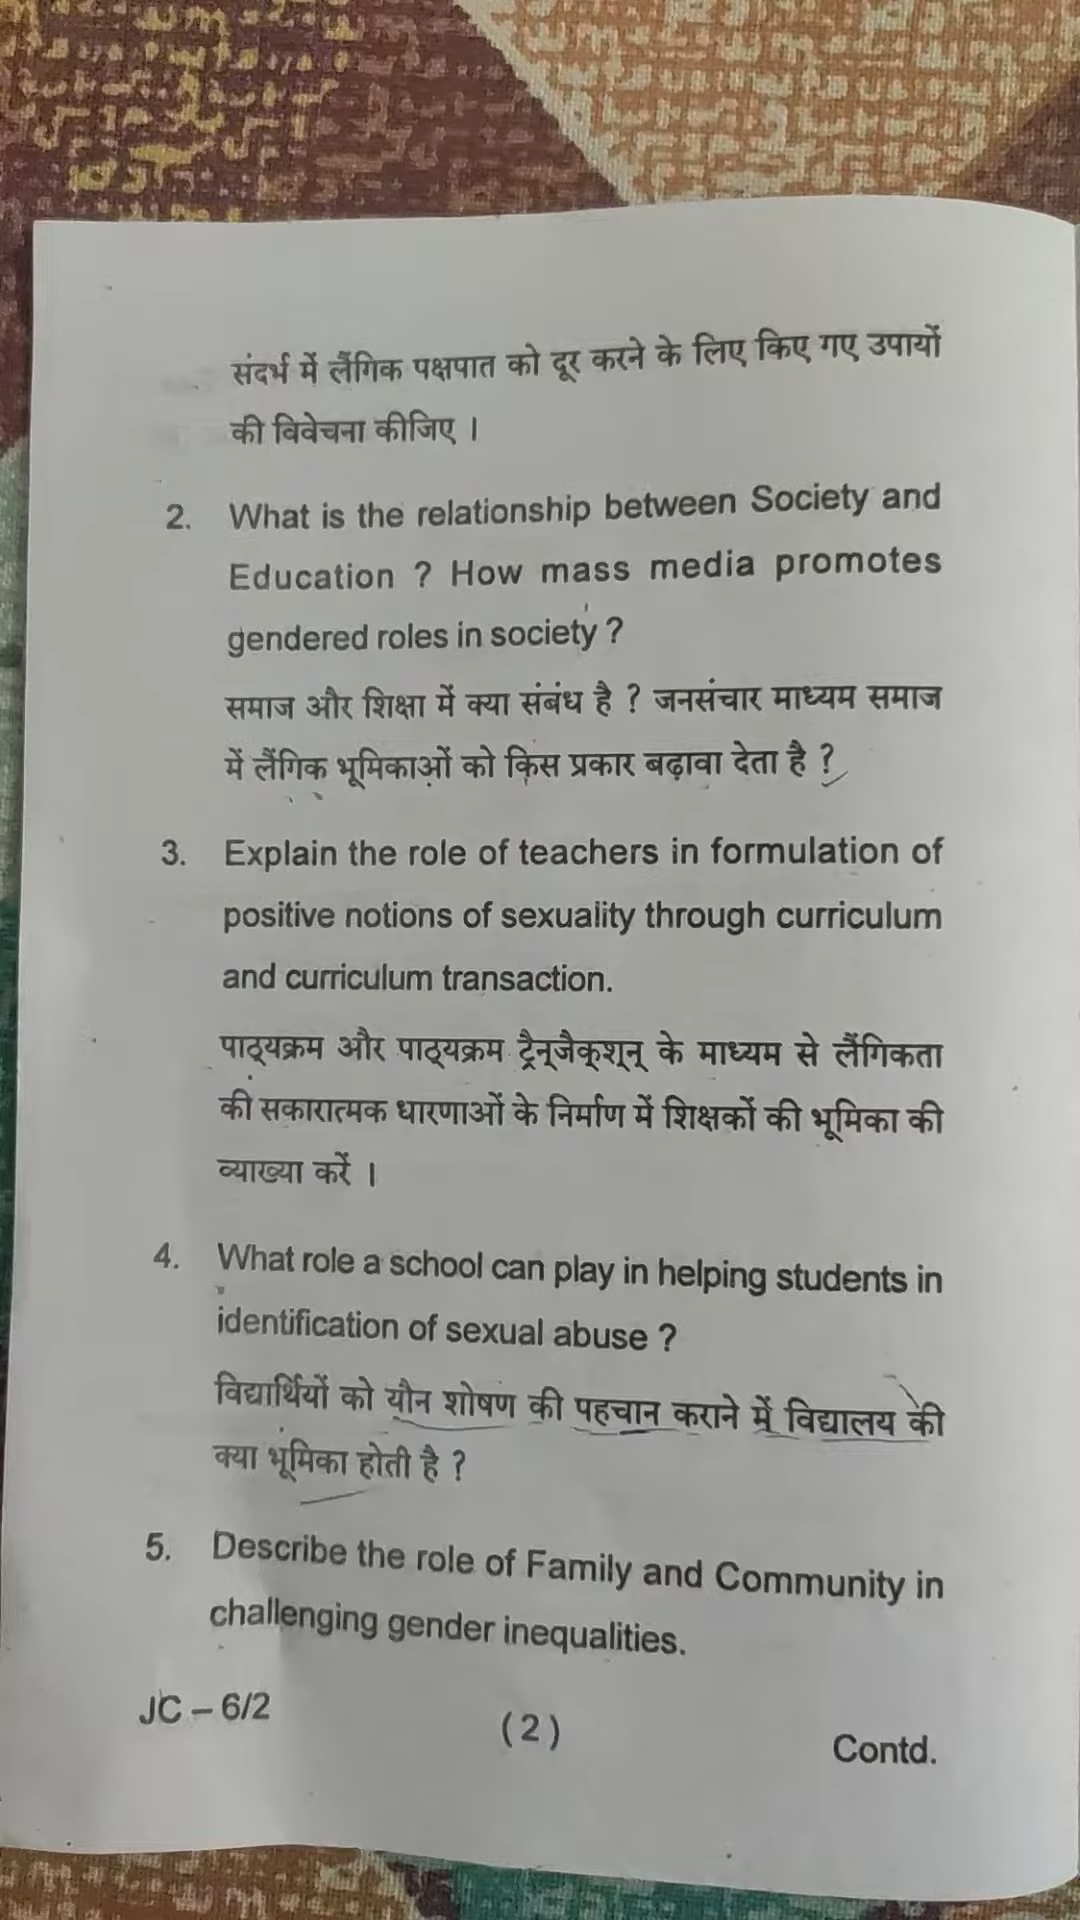 संदर्भ में लैंगिक पक्षपात को दूर करने के लिए किए गए उपायों
की विवेचना कीजिए ।
2. What is the relationship between Society and
Education ? How mass media promotes
gendered roles in society ?
समाज और शिक्षा में क्या संबंध है ? जनसंचार माध्यम समाज
में लैंगिक भूमिकाओं को किस प्रकार बढ़ावा देता है ?
3. Explain the role of teachers in formulation of
positive notions of sexuality through curriculum
and curriculum transaction.
पाठ्यक्रम और पाठ्यक्रम ट्रैन्‌जैक्‌शन्‌ के माध्यम से लैंगिकता
की सकारात्मक धारणाओं के निर्माण में शिक्षकों की भूमिका की
व्याख्या करें ।
4. What role a school can play in helping students in
identification of sexual abuse ?
विद्यार्थियों को यौन शोषण की पहचान कराने में विद्यालय की
क्या भूमिका होती है ?
5. Describe the role of Family and Community in
challenging gender inequalities.
JC – 6/2
(2)
Contd.